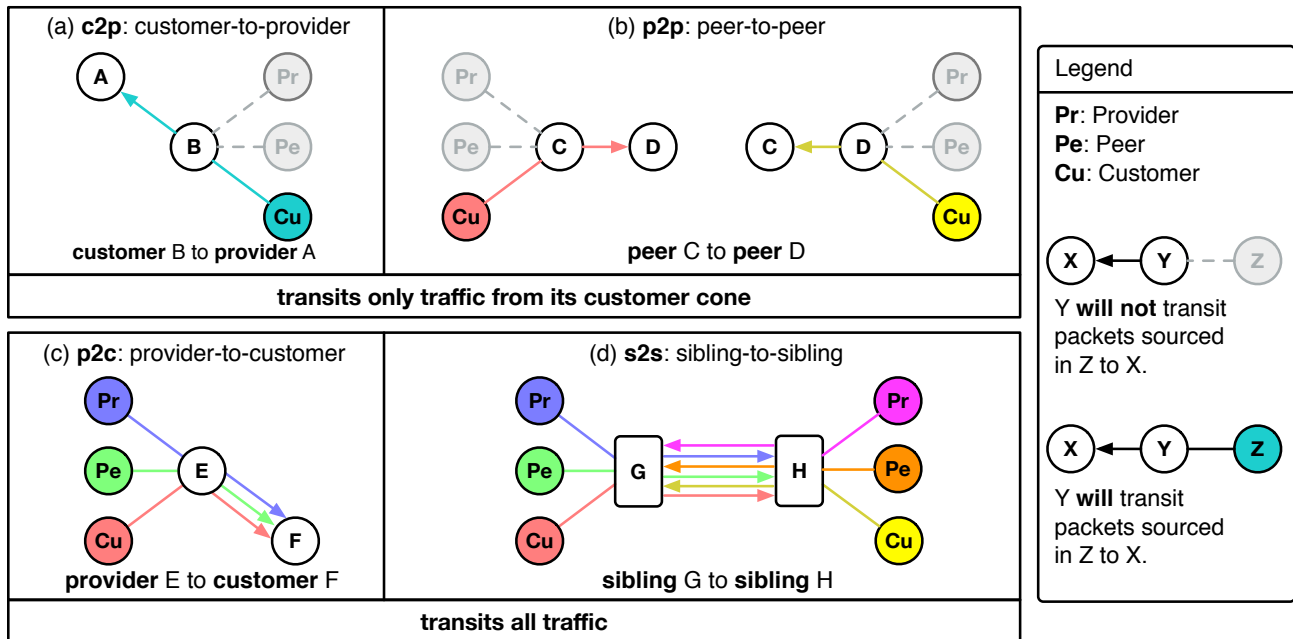 (a) c2p: customer-to-provider
A
Pr
B
Pe
Cu
customer B to provider A
(b) p2p: peer-to-peer
Pr
Pr
Pe
C
D
C
D
Pe
Cu
Cu
peer C to peer D
transits only traffic from its customer cone
(c) p2c: provider-to-customer
Pr
Pe
E
Cu
F
provider E to customer F
(d) s2s: sibling-to-sibling
Pr
Pr
Pe
G
H
Pe
Cu
Cu
sibling G to sibling H
transits all traffic
Legend
Pr: Provider
Pe: Peer
Cu: Customer
X
Y
Z
Y will not transit
packets sourced
in Z to X.
X
Y
Z
Y will transit
packets sourced
in Z to X.